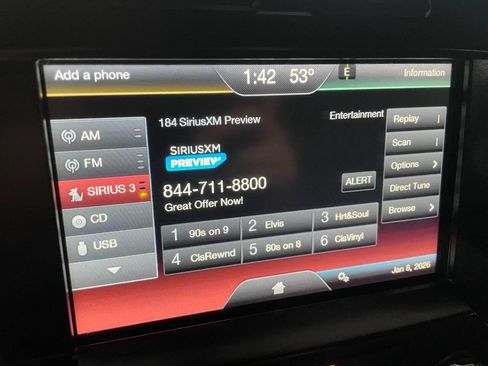 Add a phone
1:42 53°
E
Information
184 SiriusXM Preview
Entertainment
SIRIUSXM
PREVIEW
844-711-8800
Great Offer Now!
ALERT
AM
FM
SIRIUS 3
CD
USB
Replay
Scan
Options
Direct Tune
Browse
1 90s on 9
2 Elvis
3 Hrt&Soul
4 ClsRewnd
5 80s on 8
6 ClsVinyl
Jan 8, 2026